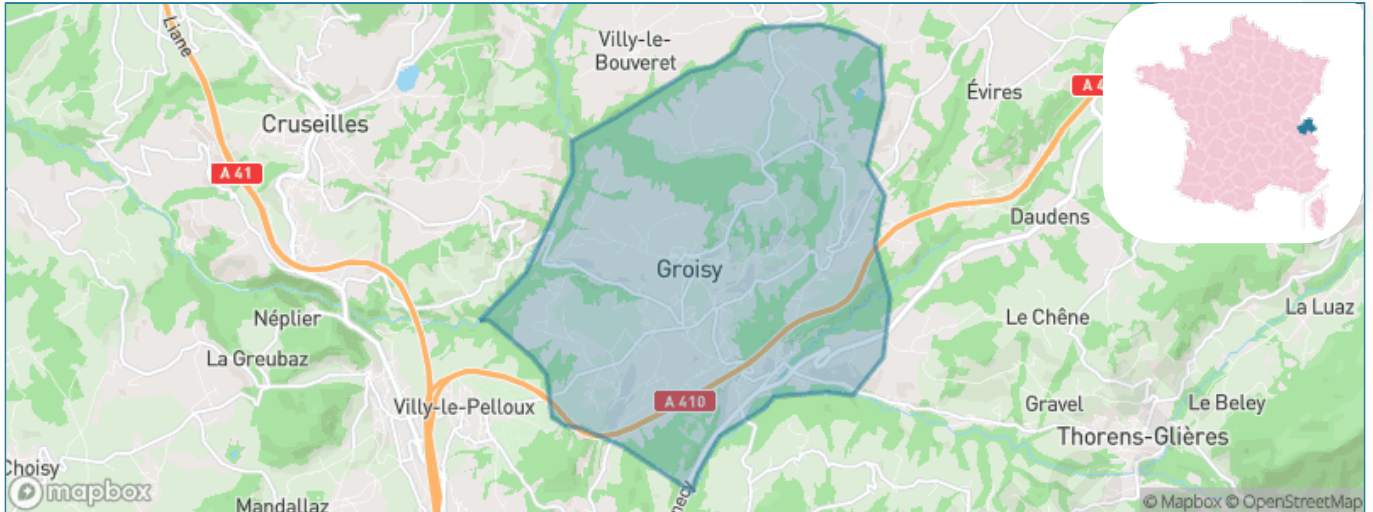 Liane
Villy-le-
Bouveret
Évires
A 4
Cruseilles
A 41
Daudens
Groisy
La Luaz
Néplier
Le Chêne
La Greubaz
A 410
Villy-le-Pelloux
Gravel
Le Beley
Thorens-Glières
Choisy
mapbox
Mandallaz
necy
© Mapbox © OpenStreetMap